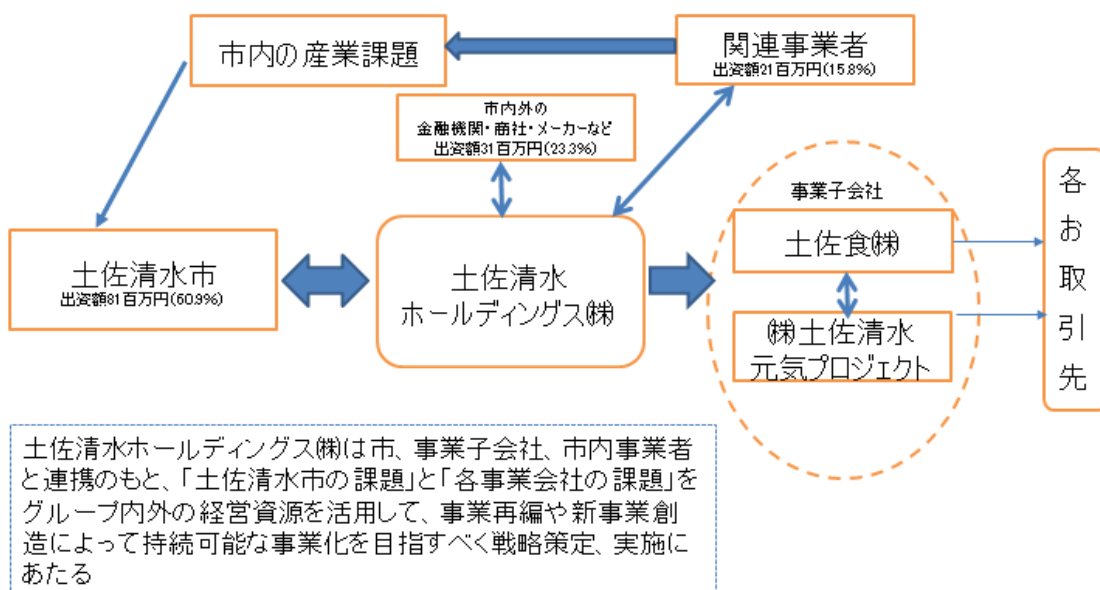 市内の産業課題
関連事業者
出資額21百万円(15.8%)
市内外の
金融機関・商社・メーカーなど
出資額31百万円(23.3%)
土佐清水市
出資額81百万円(60.9%)
土佐清水
ホールディングス㈱
事業子会社
土佐食㈱
㈱土佐清水
元気プロジェクト
各お取引先
土佐清水ホールディングス㈱は市、事業子会社、市内事業者
と連携のもと、「土佐清水市の課題」と「各事業会社の課題」を
グループ内外の経営資源を活用して、事業再編や新事業創
造によって持続可能な事業化を目指すべく戦略策定、実施に
あたる